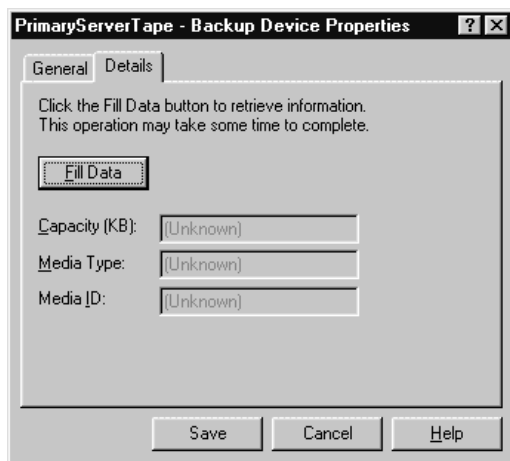 PrimaryServerTape - Backup Device Properties
General Details
Click the Fill Data button to retrieve information.
This operation may take some time to complete.
Fill Data
Capacity (KB): (Unknown)
Media Type: (Unknown)
Media ID: (Unknown)
Save Cancel Help